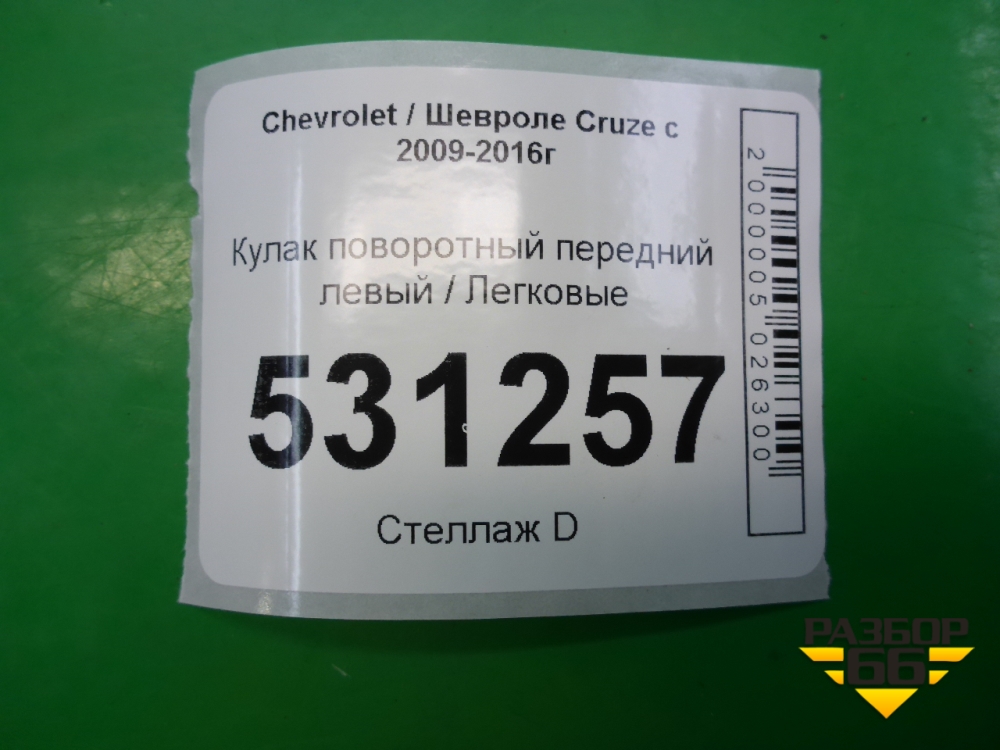 Chevrolet / Шевроле Cruze с
2009-2016г
Кулак поворотный передний
левый / Легковые
531257
Стеллаж D
2000005026300
РАЗБОР
66